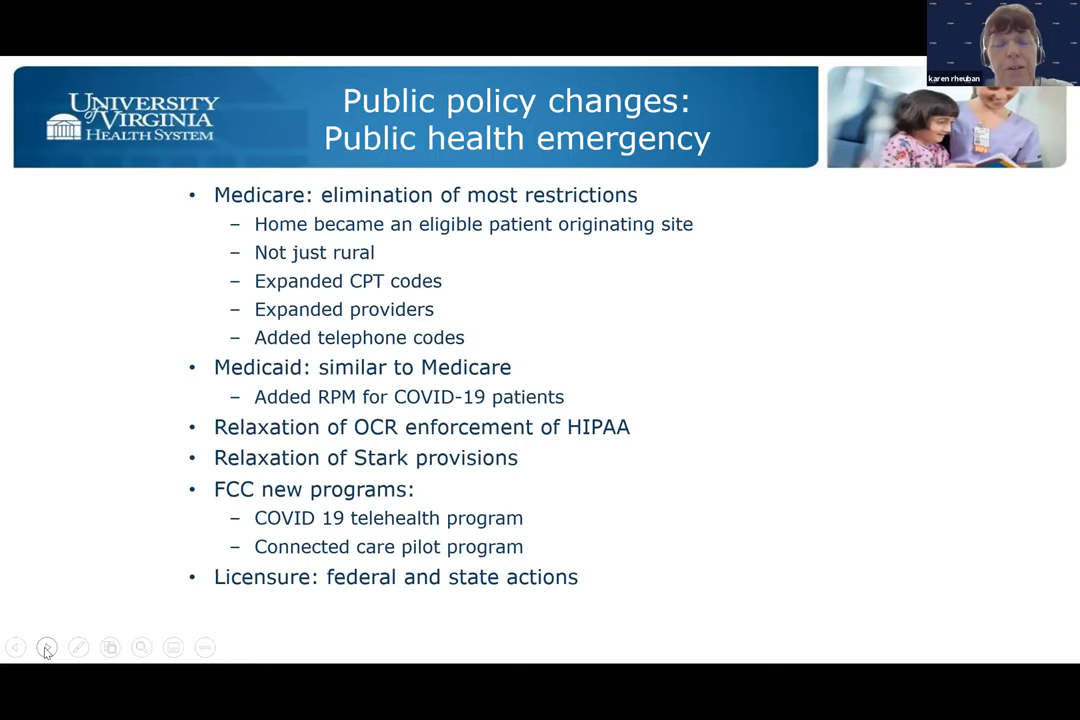 karen rheuban
UNIVERSITY
of VIRGINIA
HEALTH SYSTEM
Public policy changes:
Public health emergency
• Medicare: elimination of most restrictions
– Home became an eligible patient originating site
– Not just rural
– Expanded CPT codes
– Expanded providers
– Added telephone codes
• Medicaid: similar to Medicare
– Added RPM for COVID-19 patients
• Relaxation of OCR enforcement of HIPAA
• Relaxation of Stark provisions
• FCC new programs:
– COVID 19 telehealth program
– Connected care pilot program
• Licensure: federal and state actions